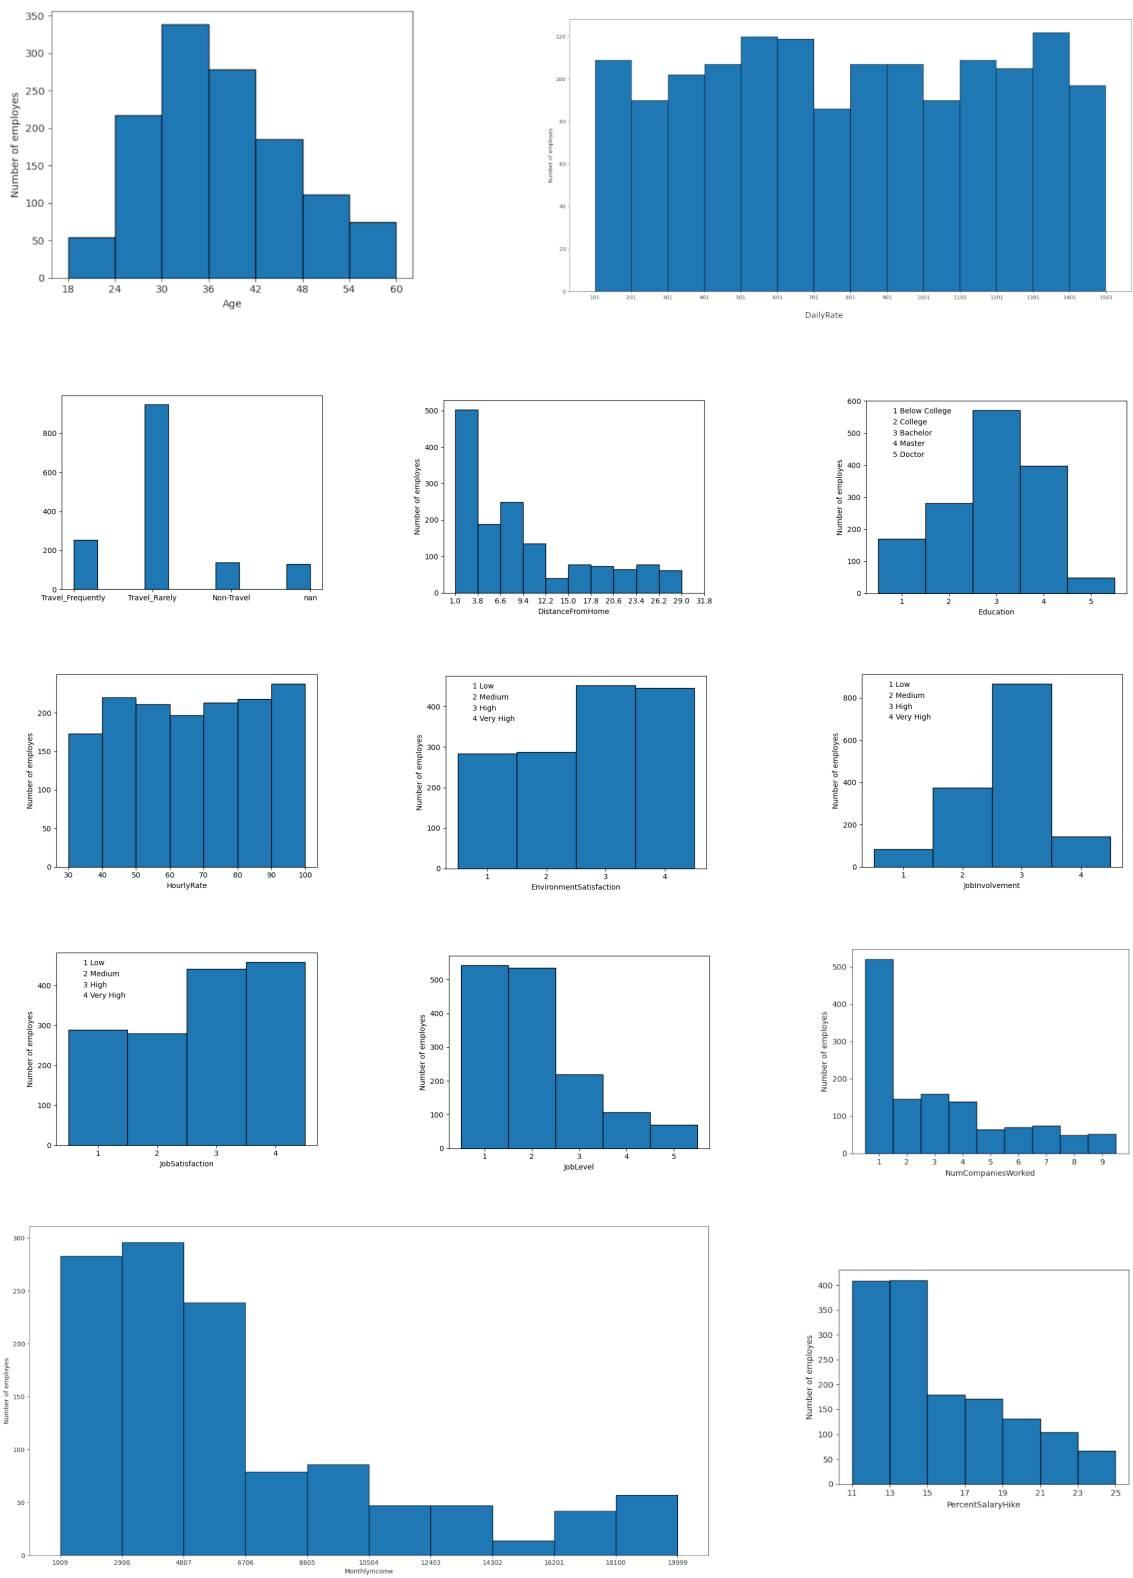 350
300
250
200
150
100
50
0
Number of employes
18 24 30 36 42 48 54 60
Age
120
100
80
60
40
20
0
Number of employes
101 201 301 401 501 601 701 801 901 1001 1101 1201 1301 1401 1501
DailyRate
800
600
400
200
0
Travel_Frequently Travel_Rarely Non-Travel nan
500
400
300
200
100
0
Number of employes
1.0 3.8 6.6 9.4 12.2 15.0 17.8 20.6 23.4 26.2 29.0 31.8
DistanceFromHome
600
500
400
300
200
100
0
Number of employes
1 Below College
2 College
3 Bachelor
4 Master
5 Doctor
1 2 3 4 5
Education
200
150
100
50
0
Number of employes
30 40 50 60 70 80 90 100
HourlyRate
400
300
200
100
0
Number of employes
1 Low
2 Medium
3 High
4 Very High
1 2 3 4
EnvironmentSatisfaction
800
600
400
200
0
Number of employes
1 Low
2 Medium
3 High
4 Very High
1 2 3 4
JobInvolvement
400
300
200
100
0
Number of employes
1 Low
2 Medium
3 High
4 Very High
1 2 3 4
JobSatisfaction
500
400
300
200
100
0
Number of employes
1 2 3 4 5
JobLevel
500
400
300
200
100
0
Number of employes
1 2 3 4 5 6 7 8 9
NumCompaniesWorked
300
250
200
150
100
50
0
Number of employes
1009 2908 4807 6706 8605 10504 12403 14302 16201 18100 19999
MonthlyIncome
400
350
300
250
200
150
100
50
0
Number of employes
11 13 15 17 19 21 23 25
PercentSalaryHike